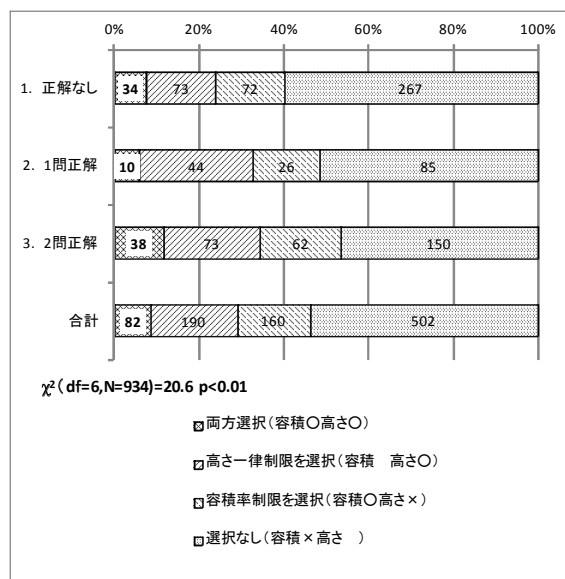 0% 20% 40% 60% 80% 100%
1. 正解なし 34 73 72 267
2. 1問正解 10 44 26 85
3. 2問正解 38 73 62 150
合計 82 190 160 502
χ²(df=6,N=934)=20.6 p<0.01
両方選択(容積〇高さ〇)
高さ一律制限を選択(容積 高さ〇)
容積率制限を選択(容積〇高さ×)
選択なし(容積×高さ )